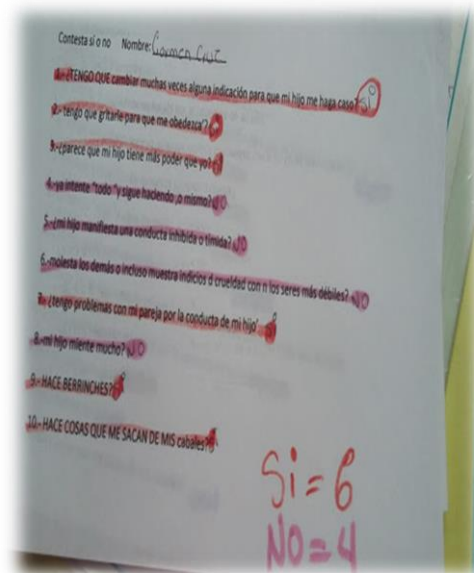 Contesta si o no Nombre: Carmen Cruz
1.- ¿TENGO QUE cambiar muchas veces alguna indicación para que mi hijo me haga caso? Si
2.- tengo que gritarle para que me obedezca'?
3.-¿parece que mi hijo tiene más poder que yo?
4.-ya intente "todo "y sigue haciendo ,o mismo? NO
5.-¿mi hijo manifiesta una conducta inhibida o tímida? NO
6.-molesta los demás o incluso muestra indicios d crueldad con n los seres más débiles? NO
7.- ¿tengo problemas con mi pareja por la conducta de mi hijo'
8.-mi hijo miente mucho? NO
9.- HACE BERRINCHES?
10.- HACE COSAS QUE ME SACAN DE MIS cabales?
Si = 6
NO = 4